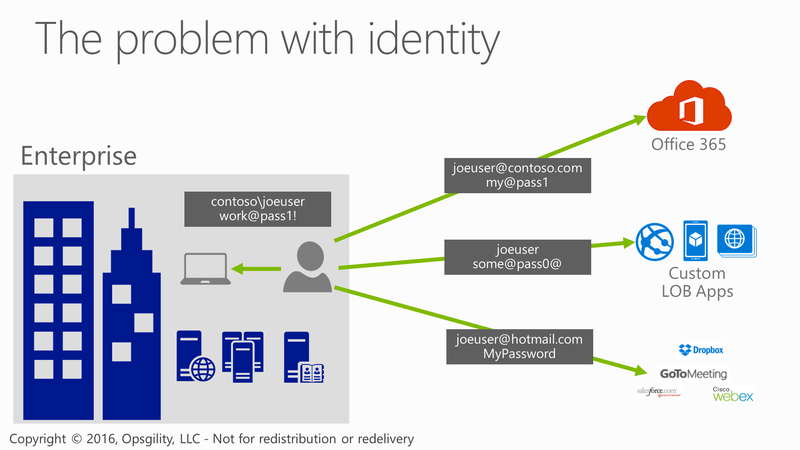 The problem with identity
Enterprise
contoso\joeuser
work@pass1!
joeuser@contoso.com
my@pass1
Office 365
joeuser
some@pass0@
Custom
LOB Apps
joeuser@hotmail.com
MyPassword
Dropbox
GoToMeeting
salesforce.com
Cisco
webex
Copyright © 2016, Opsgility, LLC - Not for redistribution or redelivery